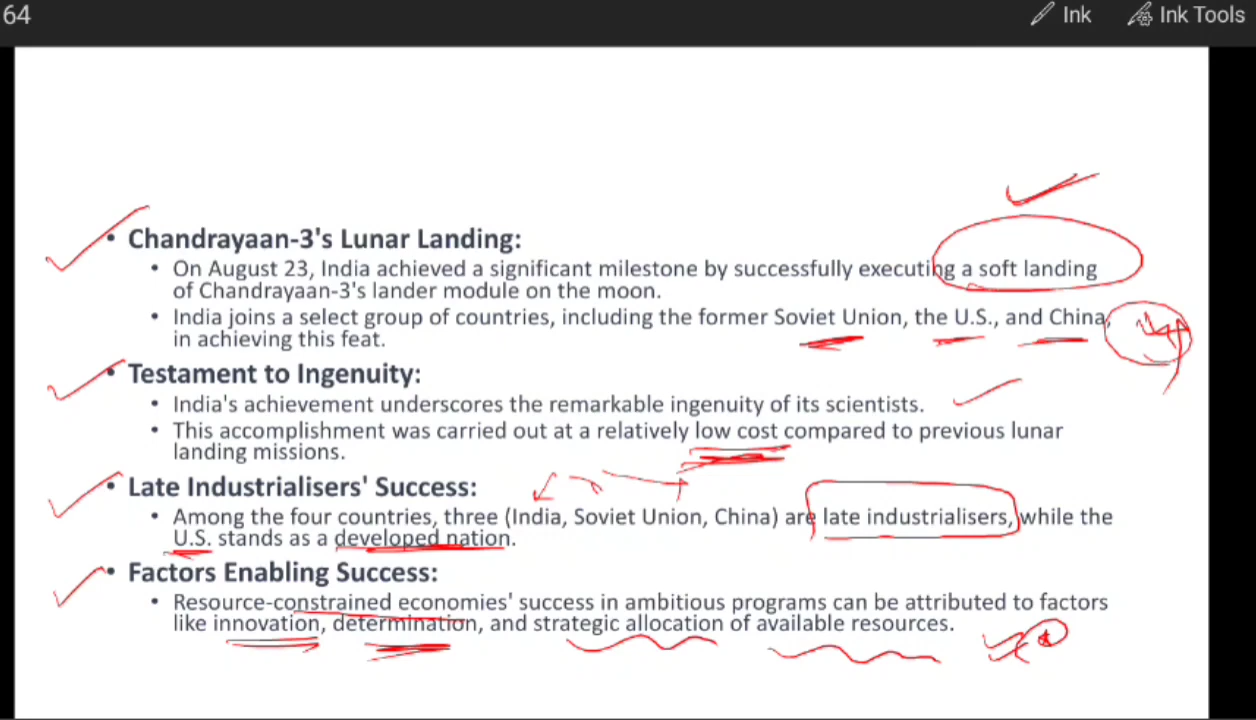 64
Ink
Ink Tools
• Chandrayaan-3's Lunar Landing:
• On August 23, India achieved a significant milestone by successfully executing a soft landing
of Chandrayaan-3's lander module on the moon.
• India joins a select group of countries, including the former Soviet Union, the U.S., and China,
in achieving this feat.
• Testament to Ingenuity:
• India's achievement underscores the remarkable ingenuity of its scientists.
• This accomplishment was carried out at a relatively low cost compared to previous lunar
landing missions.
• Late Industrialisers' Success:
• Among the four countries, three (India, Soviet Union, China) are late industrialisers, while the
U.S. stands as a developed nation.
• Factors Enabling Success:
• Resource-constrained economies' success in ambitious programs can be attributed to factors
like innovation, determination, and strategic allocation of available resources.